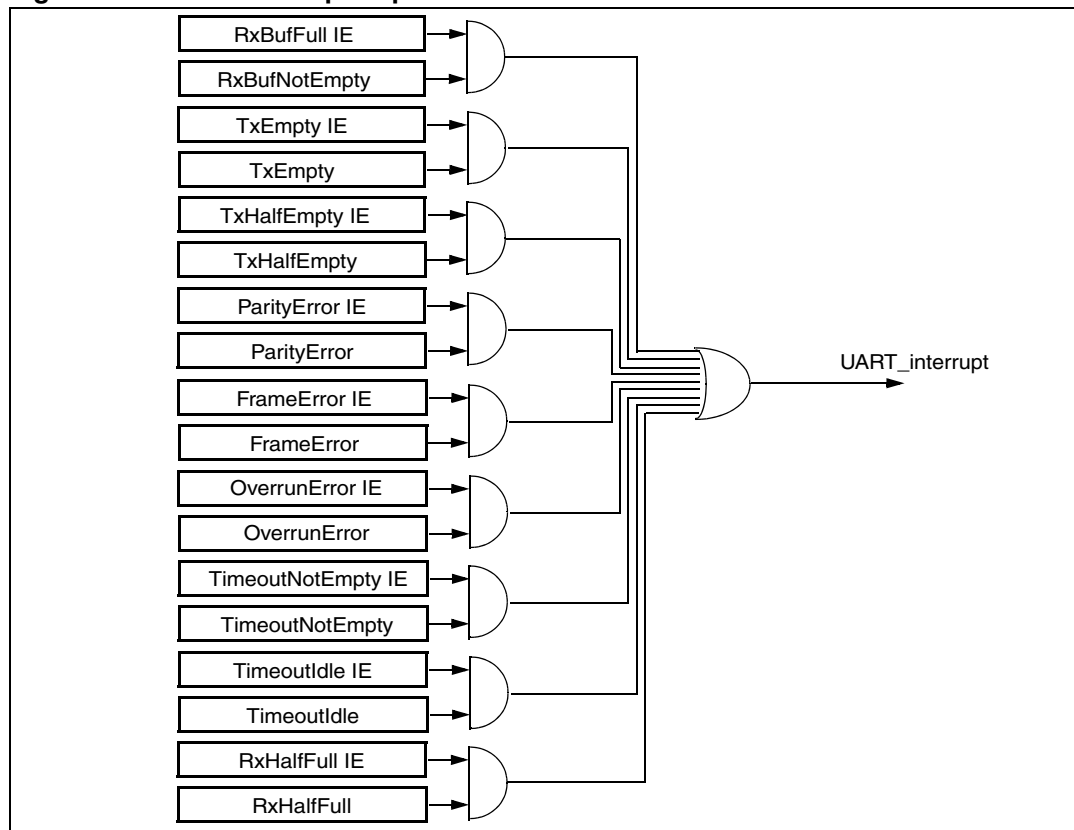 RxBufFull IE
RxBufNotEmpty
TxEmpty IE
TxEmpty
TxHalfEmpty IE
TxHalfEmpty
ParityError IE
ParityError
FrameError IE
FrameError
OverrunError IE
OverrunError
TimeoutNotEmpty IE
TimeoutNotEmpty
TimeoutIdle IE
TimeoutIdle
RxHalfFull IE
RxHalfFull
UART_interrupt